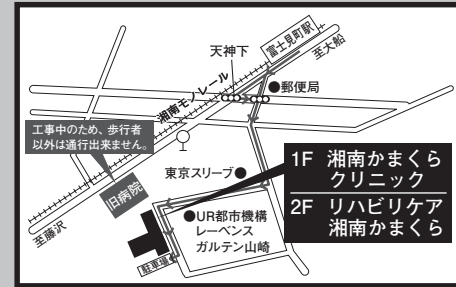 富士見町駅
至大船
天神下
●郵便局
湘南モノレール
工事中のため、歩行者
以外は通行出来ません。
旧病院
東京スリープ●
至藤沢
●UR都市機構
レーベンス
ガルテン山崎
駐車場
1F 湘南かまくら
クリニック
2F リハビリケア
湘南かまくら